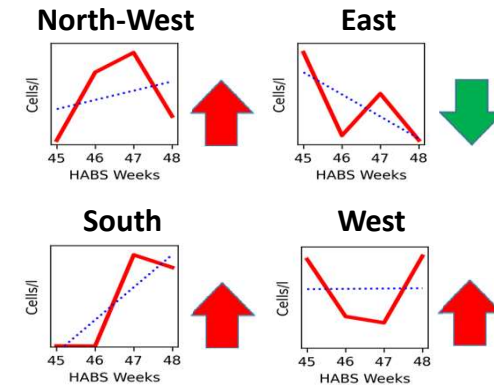 North-West
Cells/l
45 46 47 48
HABS Weeks
East
Cells/l
45 46 47 48
HABS Weeks
South
Cells/l
45 46 47 48
HABS Weeks
West
Cells/l
45 46 47 48
HABS Weeks